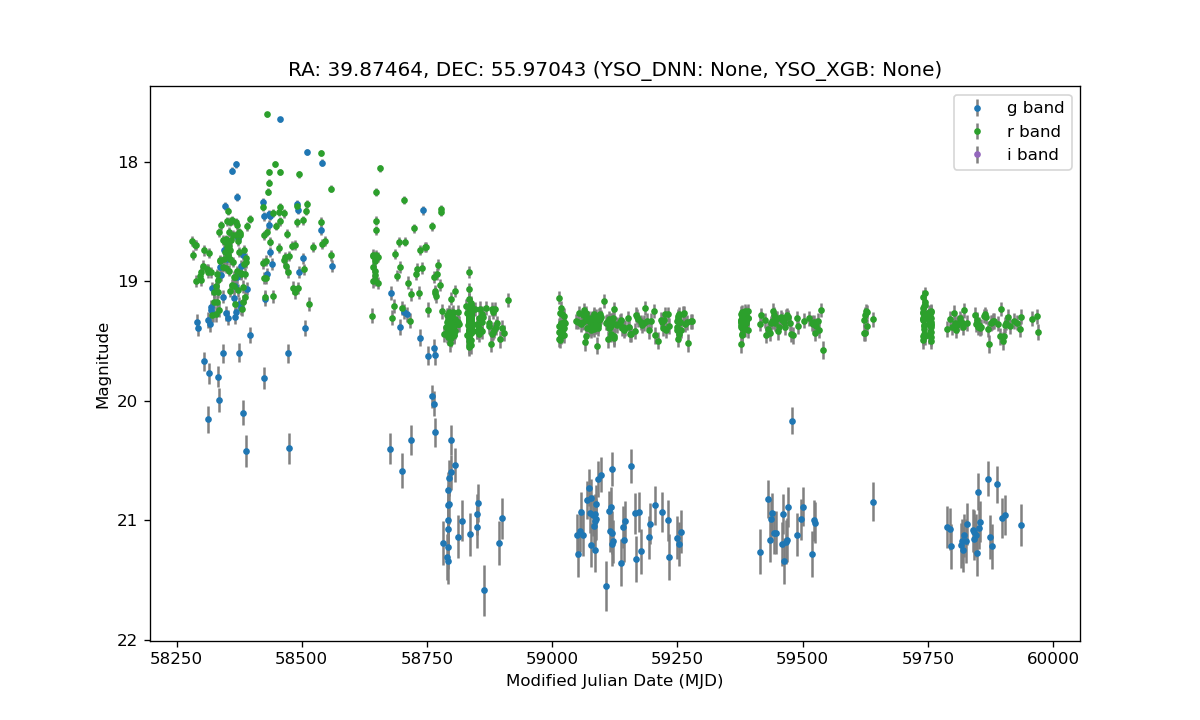 RA: 39.87464, DEC: 55.97043 (YSO_DNN: None, YSO_XGB: None)
g band
r band
i band
18
19
20
21
22
Magnitude
58250 58500 58750 59000 59250 59500 59750 60000
Modified Julian Date (MJD)